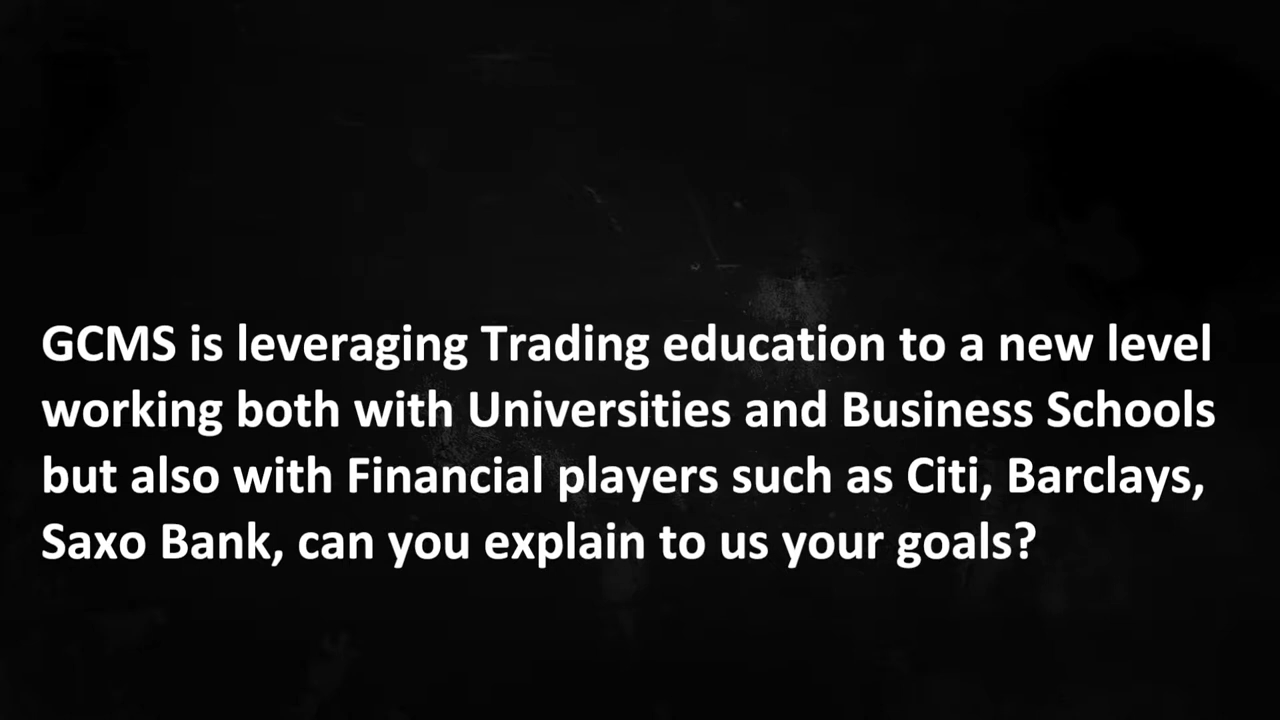 GCMS is leveraging Trading education to a new level
working both with Universities and Business Schools
but also with Financial players such as Citi, Barclays,
Saxo Bank, can you explain to us your goals?